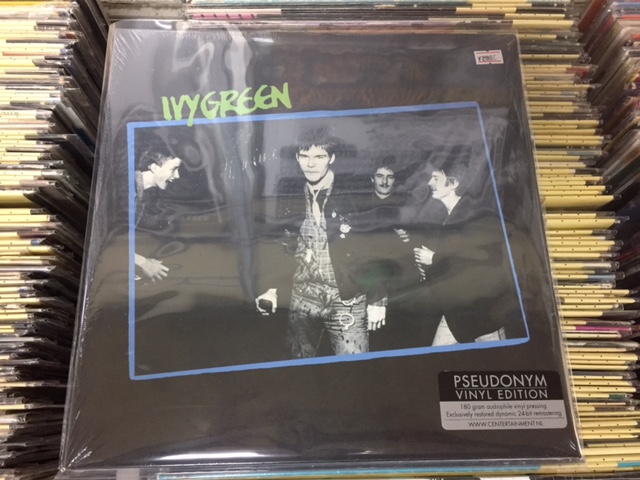 IVY GREEN
PSEUDONYM
VINYL EDITION
180 gram audiophile vinyl pressing
Exclusively restored dynamic 24-bit remastering
WWW.CENTERTAINMENT.NL